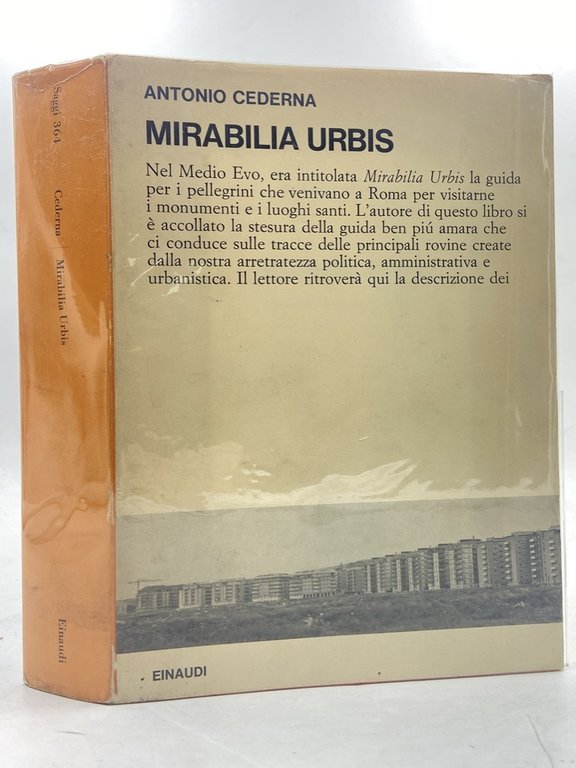 Saggi 364
Cederna
Mirabilia Urbis
Einaudi
ANTONIO CEDERNA
MIRABILIA URBIS
Nel Medio Evo, era intitolata Mirabilia Urbis la guida
per i pellegrini che venivano a Roma per visitarne
i monumenti e i luoghi santi. L'autore di questo libro si
è accollato la stesura della guida ben piú amara che
ci conduce sulle tracce delle principali rovine create
dalla nostra arretratezza politica, amministrativa e
urbanistica. Il lettore ritroverà qui la descrizione dei
EINAUDI